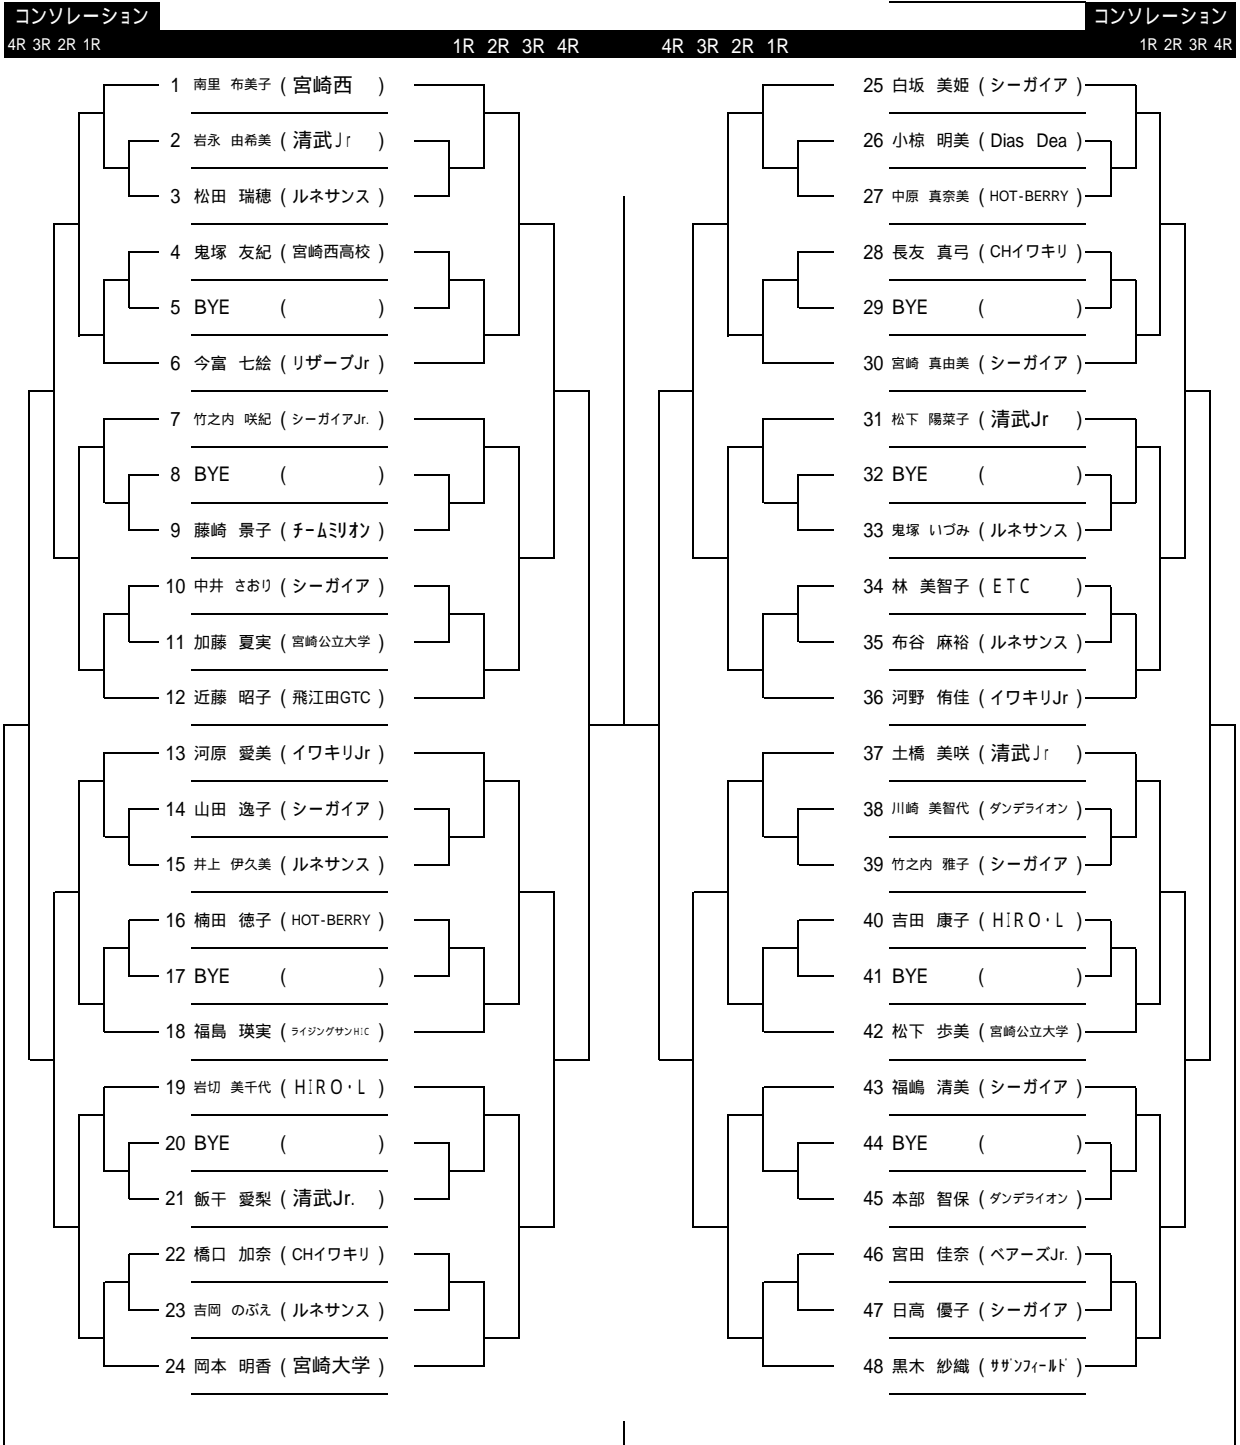 コンソレーション コンソレーション
4R 3R 2R 1R 1R 2R 3R 4R 4R 3R 2R 1R 1R 2R 3R 4R
1 南里 布美子 ( 宮崎西 )
2 岩永 由希美 ( 清武Jr )
3 松田 瑞穂 ( ルネサンス )
4 鬼塚 友紀 ( 宮崎西高校 )
5 BYE ( )
6 今富 七絵 ( リザーブJr )
7 竹之内 咲紀 ( シーガイアJr. )
8 BYE ( )
9 藤崎 景子 ( チームミリオン )
10 中井 さおり ( シーガイア )
11 加藤 夏実 ( 宮崎公立大学 )
12 近藤 昭子 ( 飛江田GTC )
13 河原 愛美 ( イワキリJr )
14 山田 逸子 ( シーガイア )
15 井上 伊久美 ( ルネサンス )
16 楠田 徳子 ( HOT-BERRY )
17 BYE ( )
18 福島 瑛実 ( ライジングサンHJC )
19 岩切 美千代 ( HIRO・L )
20 BYE ( )
21 飯干 愛梨 ( 清武Jr. )
22 橋口 加奈 ( CHイワキリ )
23 吉岡 のぶえ ( ルネサンス )
24 岡本 明香 ( 宮崎大学 )
25 白坂 美姫 ( シーガイア )
26 小椋 明美 ( Dias Dea )
27 中原 真奈美 ( HOT-BERRY )
28 長友 真弓 ( CHイワキリ )
29 BYE ( )
30 宮崎 真由美 ( シーガイア )
31 松下 陽菜子 ( 清武Jr )
32 BYE ( )
33 鬼塚 いづみ ( ルネサンス )
34 林 美智子 ( ETC )
35 布谷 麻裕 ( ルネサンス )
36 河野 侑佳 ( イワキリJr )
37 土橋 美咲 ( 清武Jr )
38 川崎 美智代 ( ダンデライオン )
39 竹之内 雅子 ( シーガイア )
40 吉田 康子 ( HIRO・L )
41 BYE ( )
42 松下 歩美 ( 宮崎公立大学 )
43 福嶋 清美 ( シーガイア )
44 BYE ( )
45 本部 智保 ( ダンデライオン )
46 宮田 佳奈 ( ベアーズJr. )
47 日高 優子 ( シーガイア )
48 黒木 紗織 ( ササンフィールド )